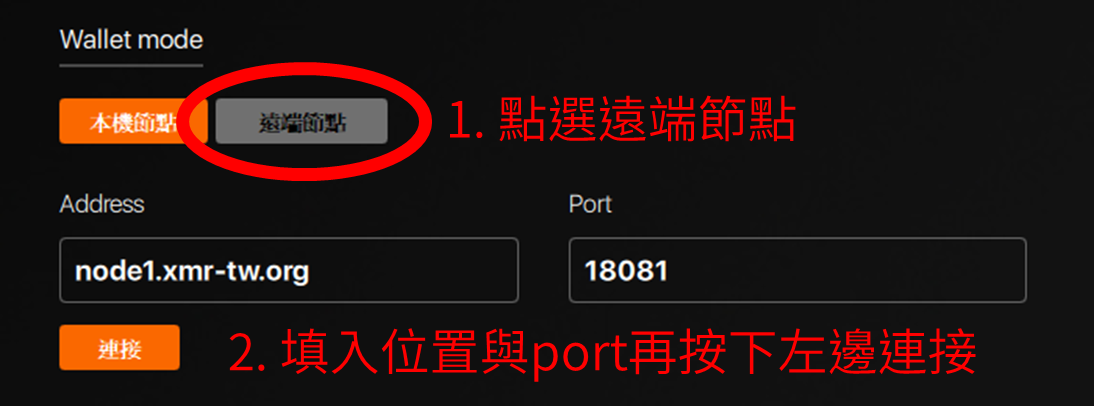 Wallet mode
本機節點 遠端節點 1. 點選遠端節點
Address Port
node1.xmr-tw.org 18081
連接 2. 填入位置與port再按下左邊連接